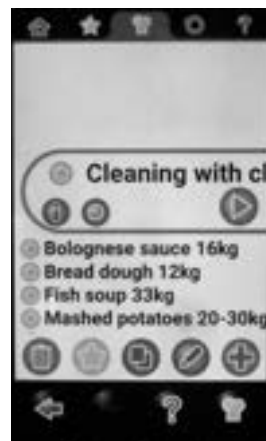 Cleaning with cl
Bolognese sauce 16kg
Bread dough 12kg
Fish soup 33kg
Mashed potatoes 20-30kg